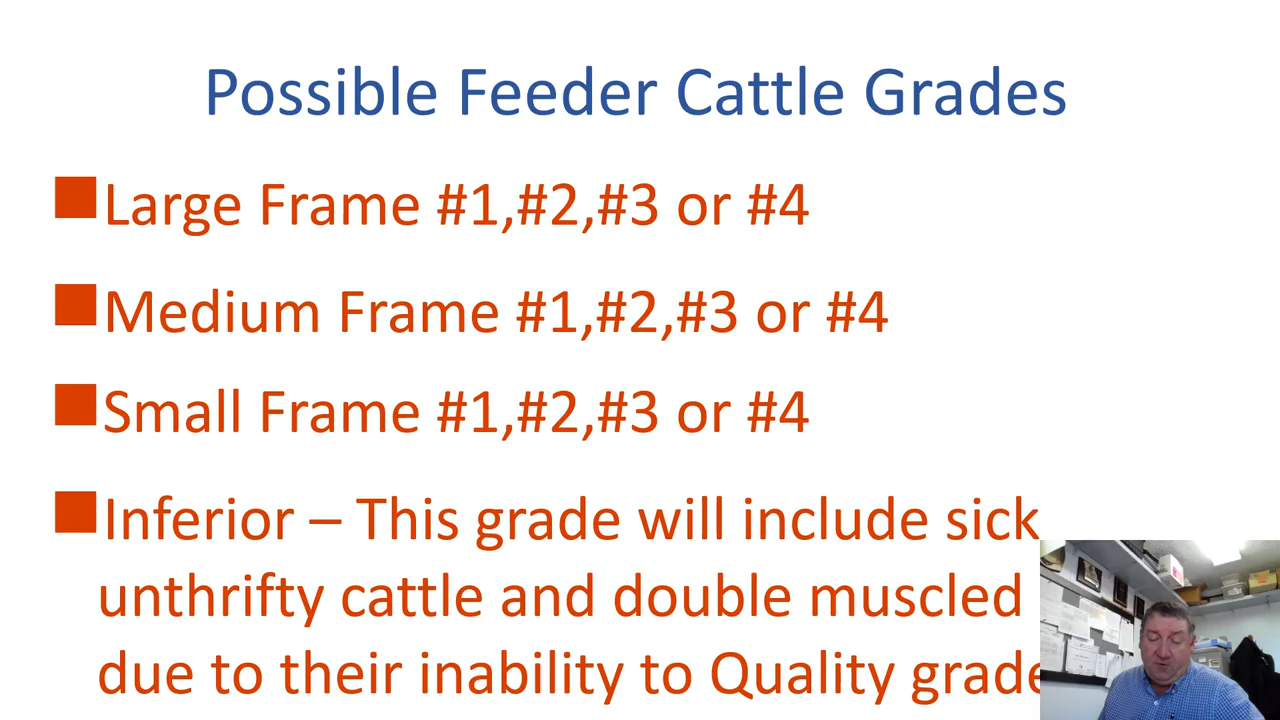 Possible Feeder Cattle Grades
Large Frame #1,#2,#3 or #4
Medium Frame #1,#2,#3 or #4
Small Frame #1,#2,#3 or #4
Inferior – This grade will include sick
unthrifty cattle and double muscled
due to their inability to Quality grade